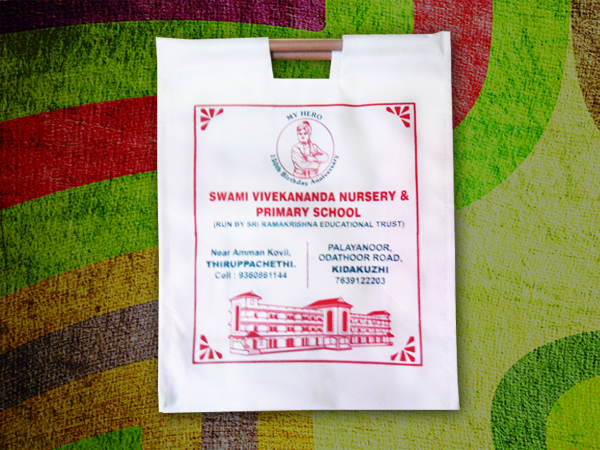 MY HERO
150th Birthday Anniversary
SWAMI VIVEKANANDA NURSERY &
PRIMARY SCHOOL
(RUN BY SRI RAMAKRISHNA EDUCATIONAL TRUST)
Near Amman Kovil,
THIRUPPACHETHI.
Cell : 9360861144
PALAYANOOR,
ODATHOOR ROAD,
KIDAKUZHI
7639122203